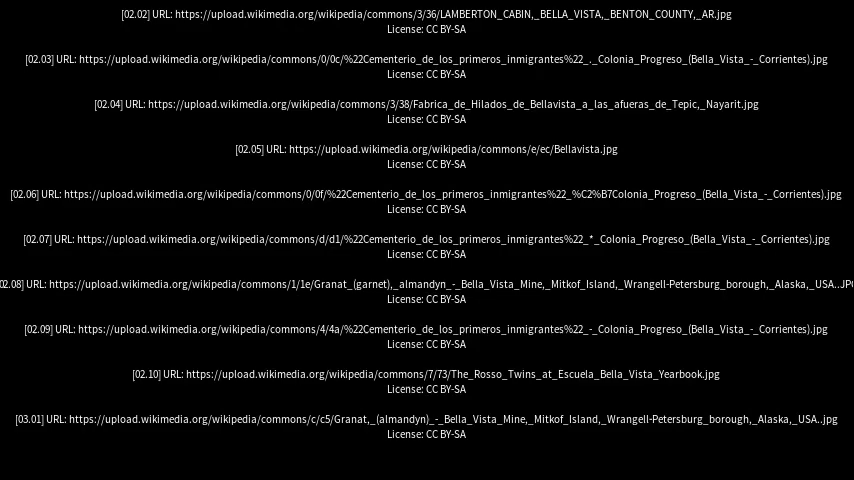 [02.02] URL: https://upload.wikimedia.org/wikipedia/commons/3/36/LAMBERTON_CABIN,_BELLA_VISTA,_BENTON_COUNTY,_AR.jpg
License: CC BY-SA
[02.03] URL: https://upload.wikimedia.org/wikipedia/commons/0/0c/%22Cementerio_de_los_primeros_inmigrantes%22_._Colonia_Progreso_(Bella_Vista_-_Corrientes).jpg
License: CC BY-SA
[02.04] URL: https://upload.wikimedia.org/wikipedia/commons/3/38/Fabrica_de_Hilados_de_Bellavista_a_las_afueras_de_Tepic,_Nayarit.jpg
License: CC BY-SA
[02.05] URL: https://upload.wikimedia.org/wikipedia/commons/e/ec/Bellavista.jpg
License: CC BY-SA
[02.06] URL: https://upload.wikimedia.org/wikipedia/commons/0/0f/%22Cementerio_de_los_primeros_inmigrantes%22_%C2%B7Colonia_Progreso_(Bella_Vista_-_Corrientes).jpg
License: CC BY-SA
[02.07] URL: https://upload.wikimedia.org/wikipedia/commons/d/d1/%22Cementerio_de_los_primeros_inmigrantes%22_*_Colonia_Progreso_(Bella_Vista_-_Corrientes).jpg
License: CC BY-SA
02.08] URL: https://upload.wikimedia.org/wikipedia/commons/1/1e/Granat_(garnet),_almandyn_-_Bella_Vista_Mine,_Mitkof_Island,_Wrangell-Petersburg_borough,_Alaska,_USA..JPG
License: CC BY-SA
[02.09] URL: https://upload.wikimedia.org/wikipedia/commons/4/4a/%22Cementerio_de_los_primeros_inmigrantes%22_-_Colonia_Progreso_(Bella_Vista_-_Corrientes).jpg
License: CC BY-SA
[02.10] URL: https://upload.wikimedia.org/wikipedia/commons/7/73/The_Rosso_Twins_at_Escuela_Bella_Vista_Yearbook.jpg
License: CC BY-SA
[03.01] URL: https://upload.wikimedia.org/wikipedia/commons/c/c5/Granat,_(almandyn)_-_Bella_Vista_Mine,_Mitkof_Island,_Wrangell-Petersburg_borough,_Alaska,_USA..jpg
License: CC BY-SA